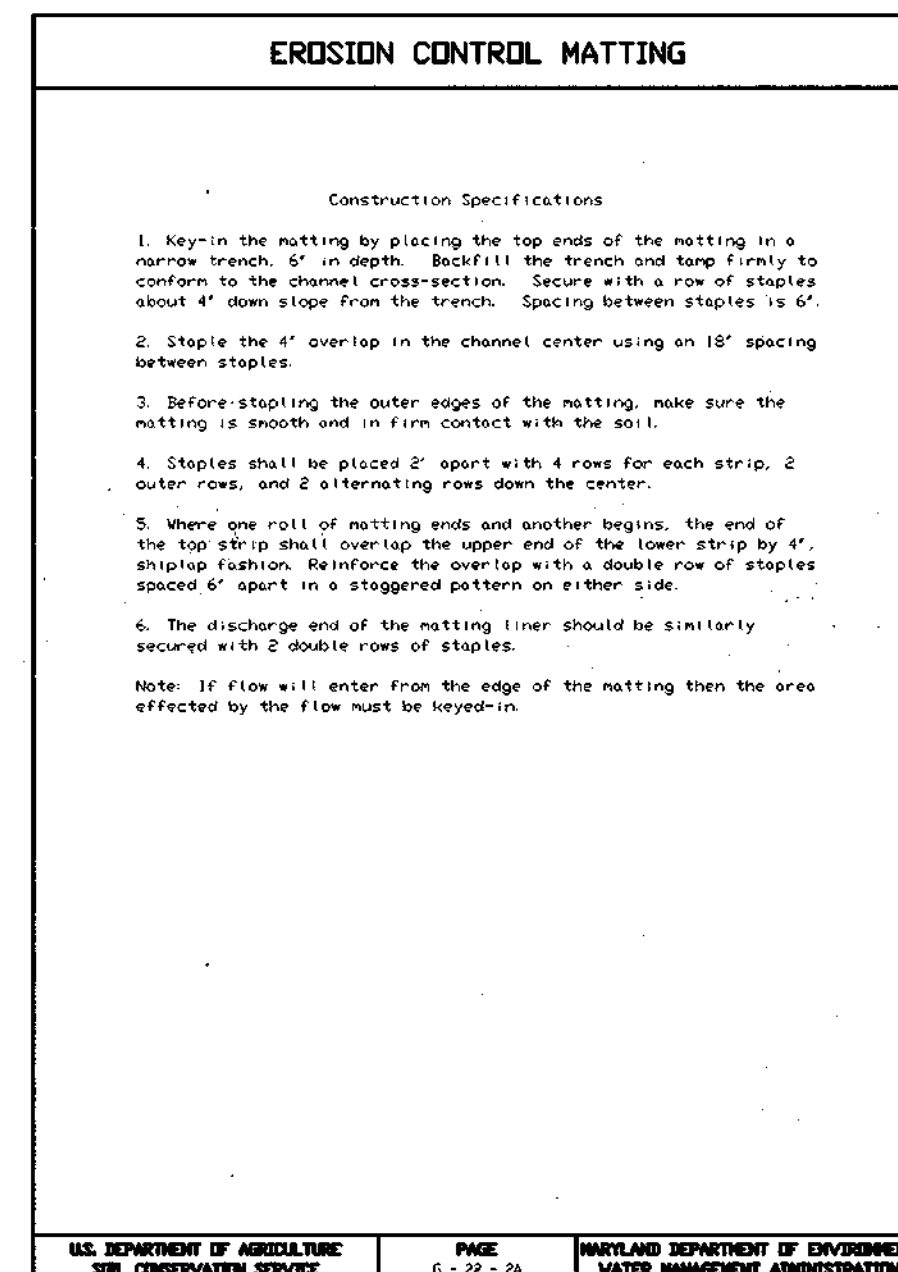 EROSION CONTROL MATTING
Construction Specifications
1. Key-in the matting by placing the top ends of the matting in a
narrow trench, 6" in depth. Backfill the trench and tamp firmly to
conform to the channel cross-section. Secure with a row of staples
about 4" down slope from the trench. Spacing between staples is 6".
2. Staple the 4" overlap in the channel center using an 18" spacing
between staples.
3. Before stapling the outer edges of the matting, make sure the
matting is smooth and in firm contact with the soil.
4. Staples shall be placed 2' apart with 4 rows for each strip, 2
outer rows, and 2 alternating rows down the center.
5. Where one roll of matting ends and another begins, the end of
the top strip shall overlap the upper end of the lower strip by 4",
shiplap fashion. Reinforce the overlap with a double row of staples
spaced 6" apart in a staggered pattern on either side.
6. The discharge end of the matting liner should be similarly
secured with 2 double rows of staples.
Note: If flow will enter from the edge of the matting then the area
effected by the flow must be keyed-in.
U.S. DEPARTMENT OF AGRICULTURE
SOIL CONSERVATION SERVICE
PAGE
G - 22 - 2A
MARYLAND DEPARTMENT OF ENVIRONME
WATER MANAGEMENT ADMINISTRATION